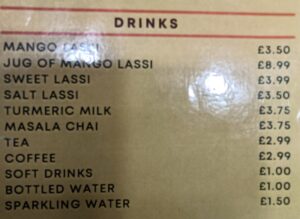 DRINKS
MANGO LASSI £3.50
JUG OF MANGO LASSI £8.99
SWEET LASSI £3.99
SALT LASSI £3.50
TURMERIC MILK £3.75
MASALA CHAI £3.75
TEA £2.99
COFFEE £2.99
SOFT DRINKS £1.00
BOTTLED WATER £1.00
SPARKLING WATER £1.50